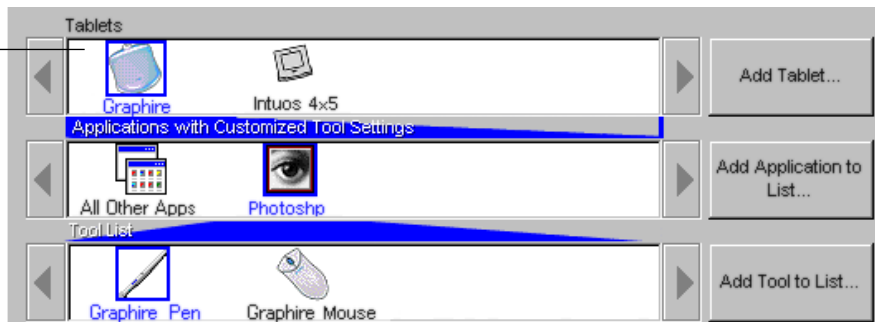 Tablets
Graphire
Intuos 4x5
Add Tablet...
Applications with Customized Tool Settings
All Other Apps
Photoshp
Add Application to
List...
Tool List
Graphire Pen
Graphire Mouse
Add Tool to List...